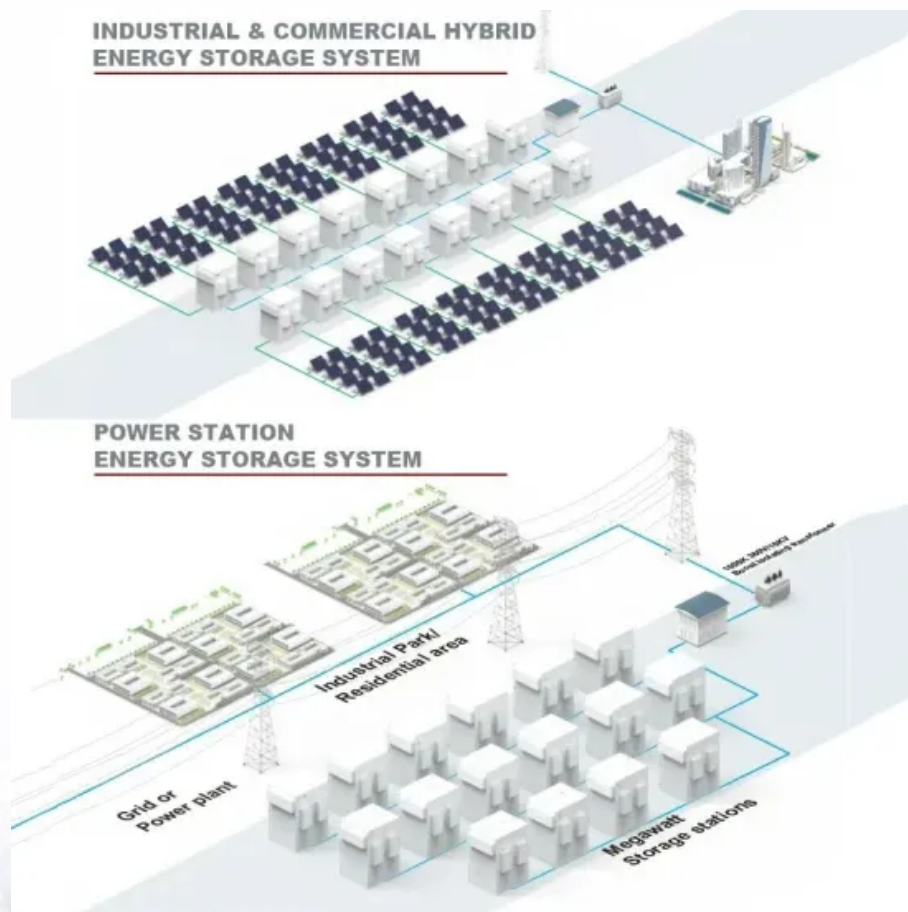 INDUSTRIAL & COMMERCIAL HYBRID
ENERGY STORAGE SYSTEM
POWER STATION
ENERGY STORAGE SYSTEM
Industrial Park/
Residential area
Grid or
Power plant
Megawatt
Storage stations